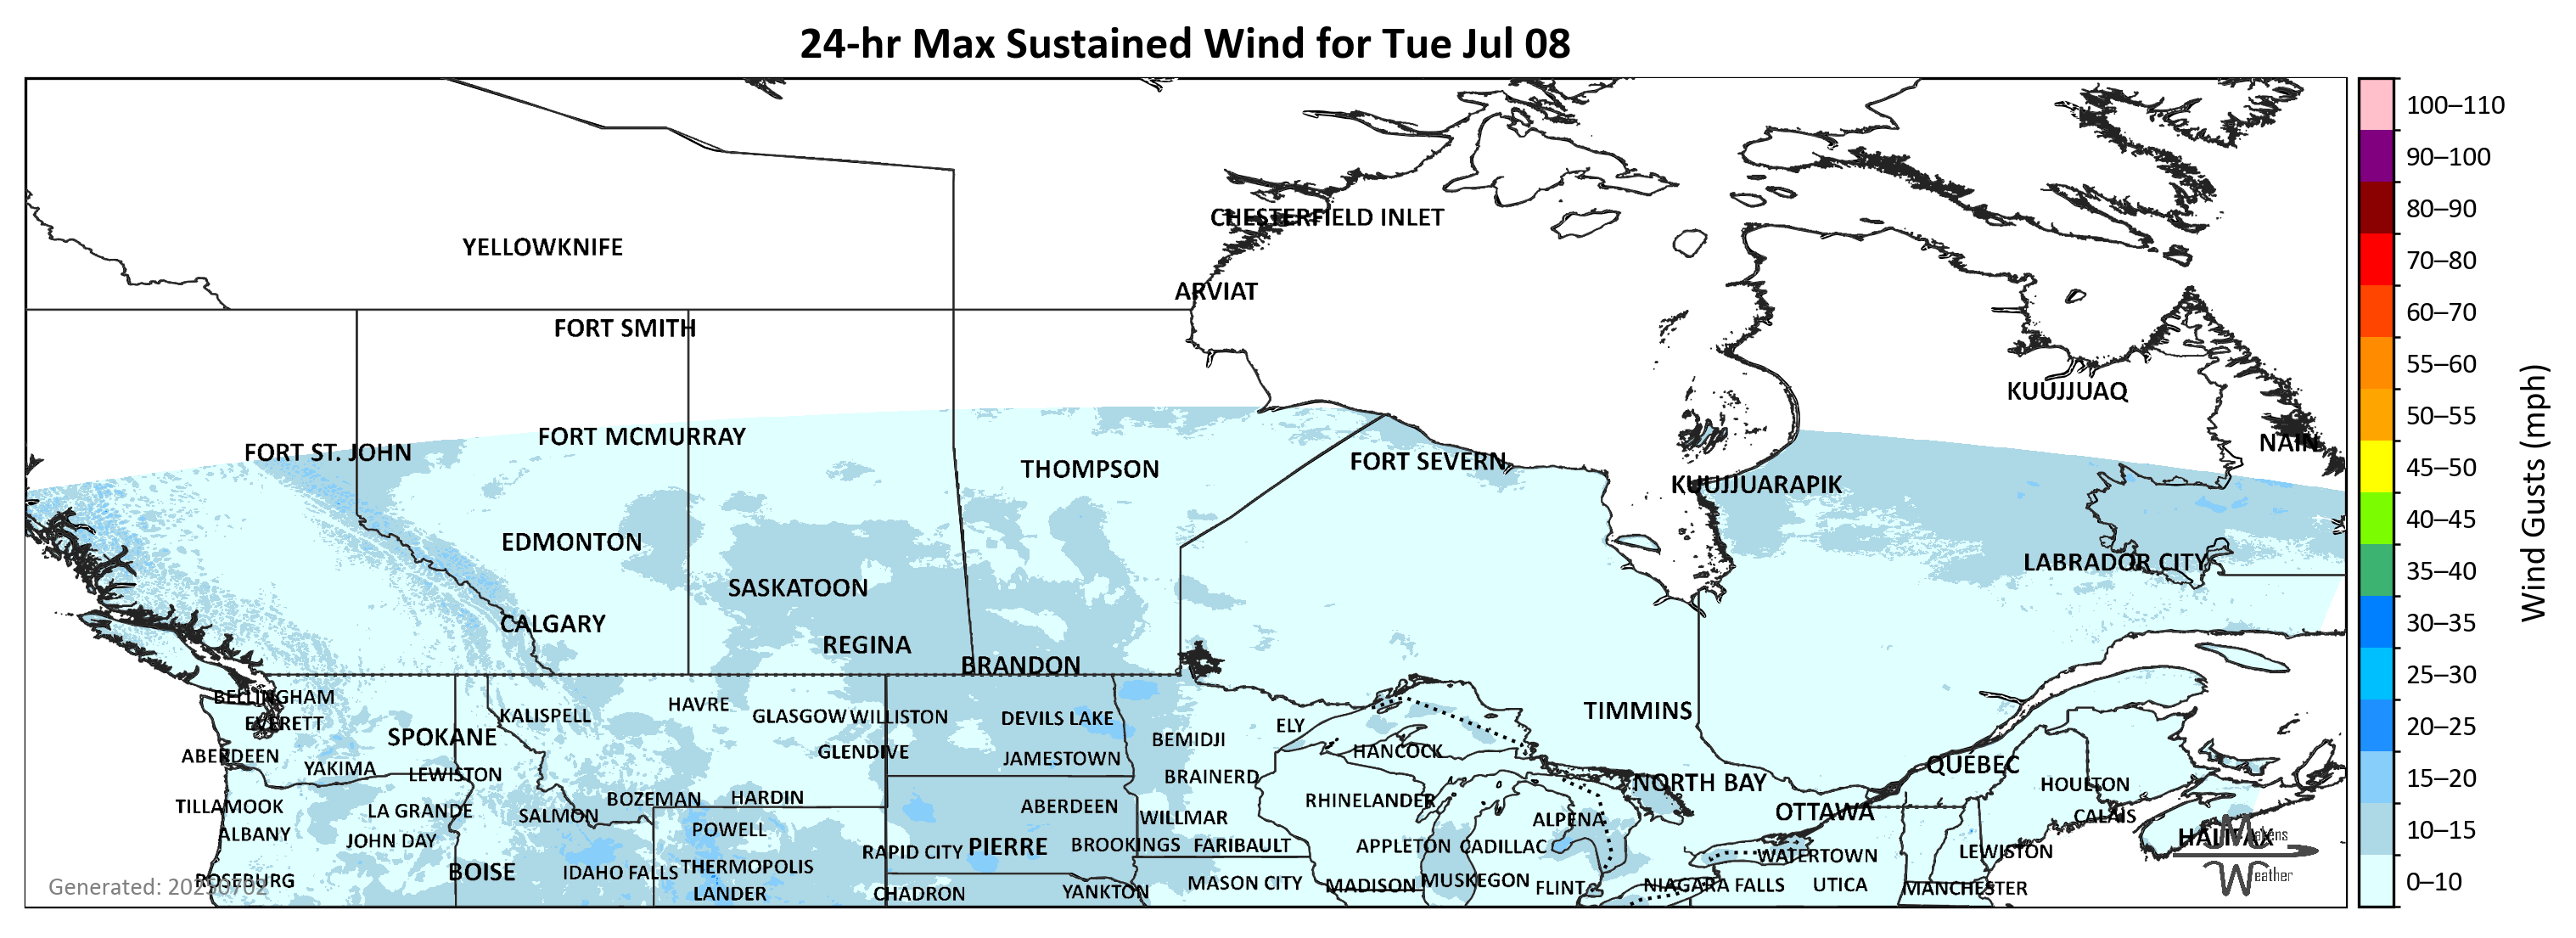 24-hr Max Sustained Wind for Tue Jul 08
100–110
90–100
80–90
70–80
60–70
55–60
50–55
45–50
40–45
35–40
30–35
25–30
20–25
15–20
10–15
0–10
Wind Gusts (mph)
CHESTERFIELD INLET
YELLOWKNIFE
ARVIAT
FORT SMITH
KUUJJUAQ
FORT MCMURRAY
NAIN
FORT ST. JOHN
FORT SEVERN
THOMPSON
KUUJJUARAPIK
EDMONTON
LABRADOR CITY
SASKATOON
CALGARY
REGINA
BRANDON
BELLINGHAM
HAVRE
TIMMINS
KALISPELL
GLASGOW
WILLISTON
DEVILS LAKE
EVERETT
ELY
SPOKANE
BEMIDJI
HANCOCK
GLENDIVE
ABERDEEN
JAMESTOWN
QUÉBEC
YAKIMA
LEWISTON
BRAINERD
NORTH BAY
HOULTON
BOZEMAN
HARDIN
RHINELANDER
TILLAMOOK
LA GRANDE
ABERDEEN
OTTAWA
SALMON
WILLMAR
CALAIS
ALPENA
POWELL
ALBANY
HALIFAX
Makens
JOHN DAY
PIERRE
BROOKINGS
FARIBAULT
APPLETON
CADILLAC
RAPID CITY
LEWISTON
WATERTOWN
THERMOPOLIS
BOISE
IDAHO FALLS
Weather
ROSEBURG
MUSKEGON
MASON CITY
MADISON
NIAGARA FALLS
UTICA
Generated: 20250702
FLINT
MANCHESTER
YANKTON
LANDER
CHADRON